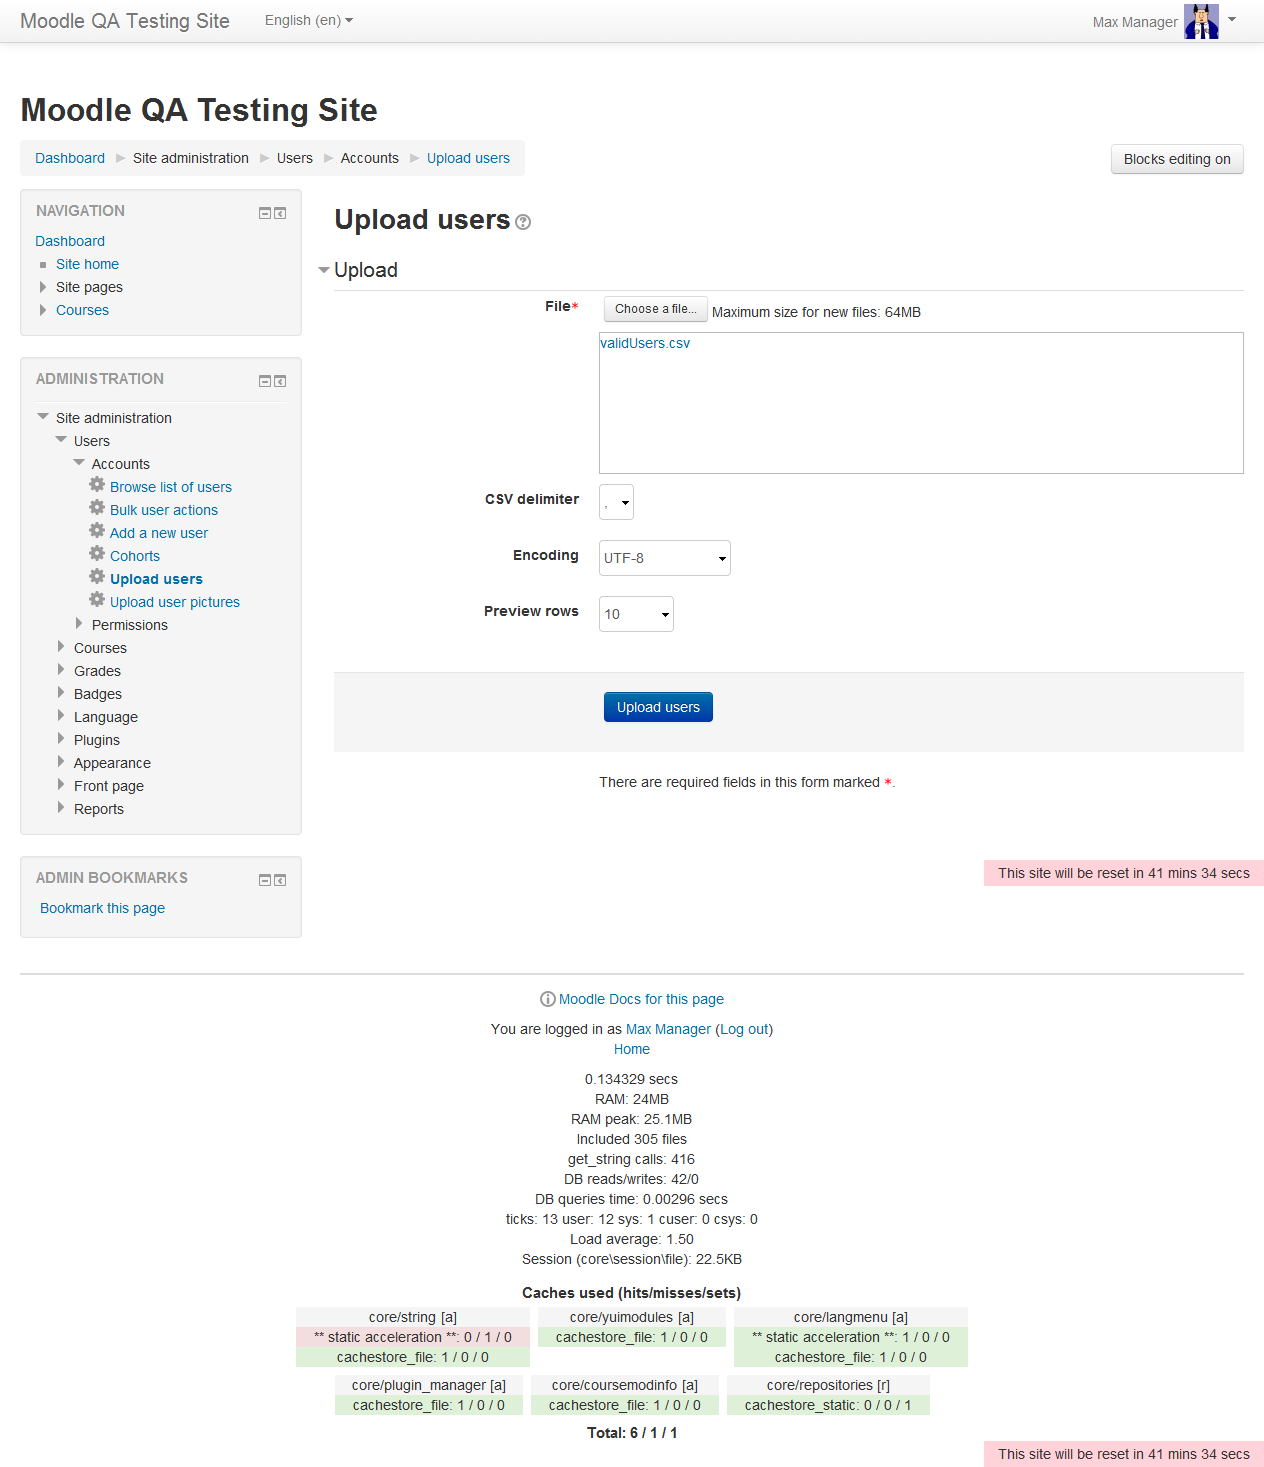 Moodle QA Testing Site
English (en)
Max Manager
Moodle QA Testing Site
Dashboard
Site administration
Users
Accounts
Upload users
Blocks editing on
NAVIGATION
Dashboard
Site home
Site pages
Courses
ADMINISTRATION
Site administration
Users
Accounts
Browse list of users
Bulk user actions
Add a new user
Cohorts
Upload users
Upload user pictures
Permissions
Courses
Grades
Badges
Language
Plugins
Appearance
Front page
Reports
ADMIN BOOKMARKS
Bookmark this page
Upload users
Upload
File*
Choose a file...
Maximum size for new files: 64MB
validUsers.csv
CSV delimiter
,
Encoding
UTF-8
Preview rows
10
Upload users
There are required fields in this form marked *.
This site will be reset in 41 mins 34 secs
Moodle Docs for this page
You are logged in as Max Manager (Log out)
Home
0.134329 secs
RAM: 24MB
RAM peak: 25.1MB
Included 305 files
get_string calls: 416
DB reads/writes: 42/0
DB queries time: 0.00296 secs
ticks: 13 user: 12 sys: 1 cuser: 0 csys: 0
Load average: 1.50
Session (core\session\file): 22.5KB
Caches used (hits/misses/sets)
core/string [a]
** static acceleration **: 0 / 1 / 0
cachestore_file: 1 / 0 / 0
core/yuimodules [a]
cachestore_file: 1 / 0 / 0
core/langmenu [a]
** static acceleration **: 1 / 0 / 0
cachestore_file: 1 / 0 / 0
core/plugin_manager [a]
cachestore_file: 1 / 0 / 0
core/coursemodinfo [a]
cachestore_file: 1 / 0 / 0
core/repositories [r]
cachestore_static: 0 / 0 / 1
Total: 6 / 1 / 1
This site will be reset in 41 mins 34 secs